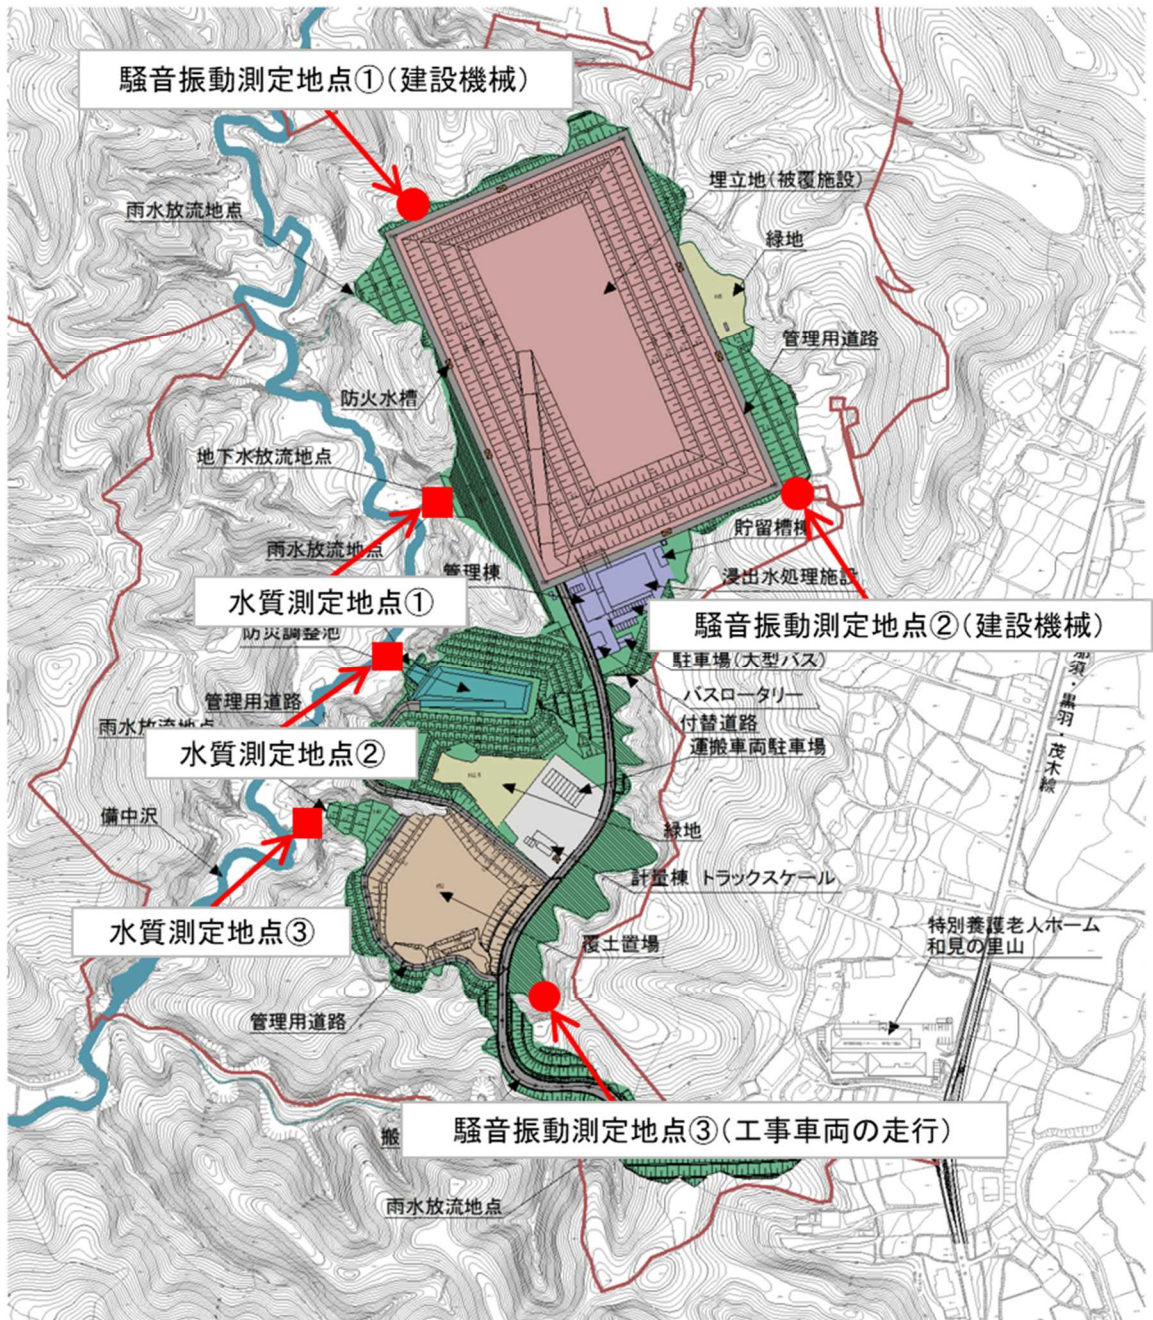 騒音振動測定地点①(建設機械)
埋立地(被覆施設)
雨水放流地点
緑地
管理用道路
防火水槽
地下水放流地点
貯留槽棟
雨水放流地点
管理棟
浸出水処理施設
水質測定地点①
騒音振動測定地点②(建設機械)
防災調整池
駐車場(大型バス)
那須・黒羽・茂木線
バスロータリー
管理用道路
付替道路
雨水放流地点
運搬車両駐車場
水質測定地点②
備中沢
緑地
計量棟 トラックスケール
水質測定地点③
特別養護老人ホーム
和見の里山
覆土置場
管理用道路
騒音振動測定地点③(工事車両の走行)
搬
雨水放流地点